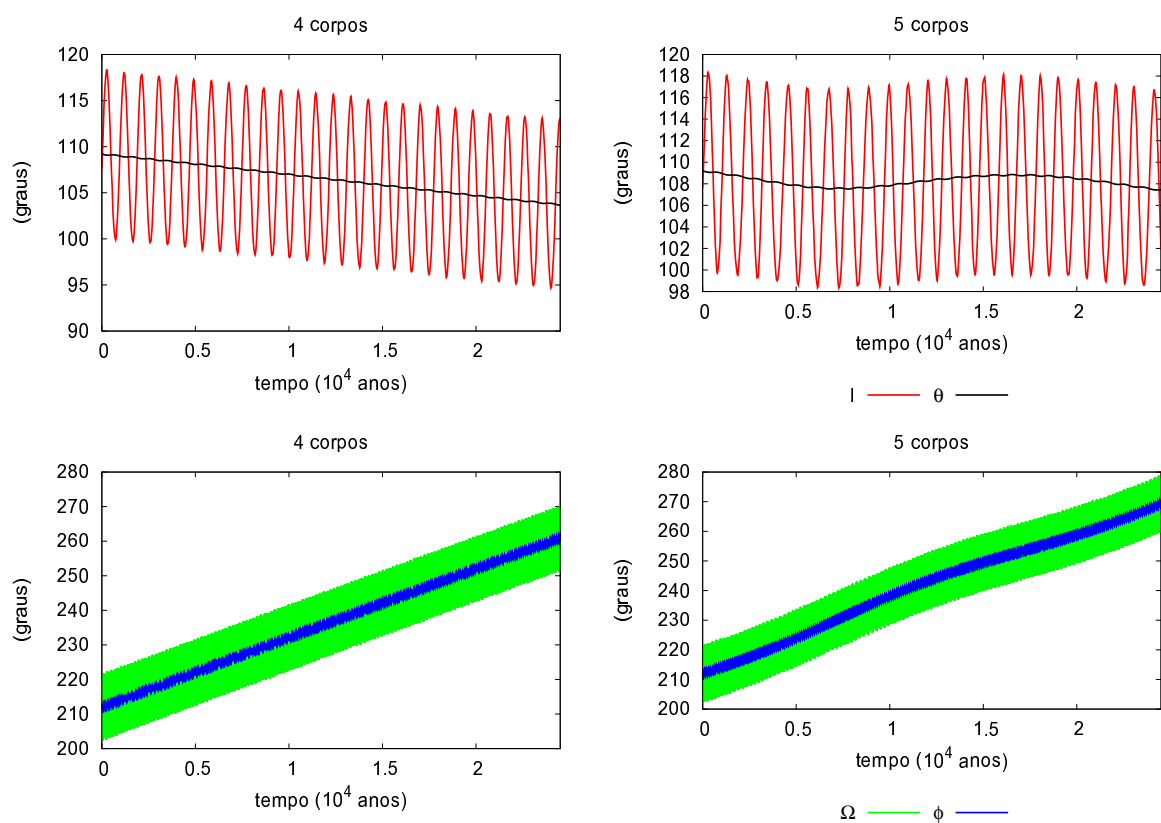 4 corpos
120
115
110
105
100
95
90
(graus)
0 0.5 1 1.5 2
tempo (10⁴ anos)
5 corpos
120
118
116
114
112
110
108
106
104
102
100
98
(graus)
0 0.5 1 1.5 2
tempo (10⁴ anos)
I θ
4 corpos
280
270
260
250
240
230
220
210
200
(graus)
0 0.5 1 1.5 2
tempo (10⁴ anos)
5 corpos
280
270
260
250
240
230
220
210
200
(graus)
0 0.5 1 1.5 2
tempo (10⁴ anos)
Ω ϕ